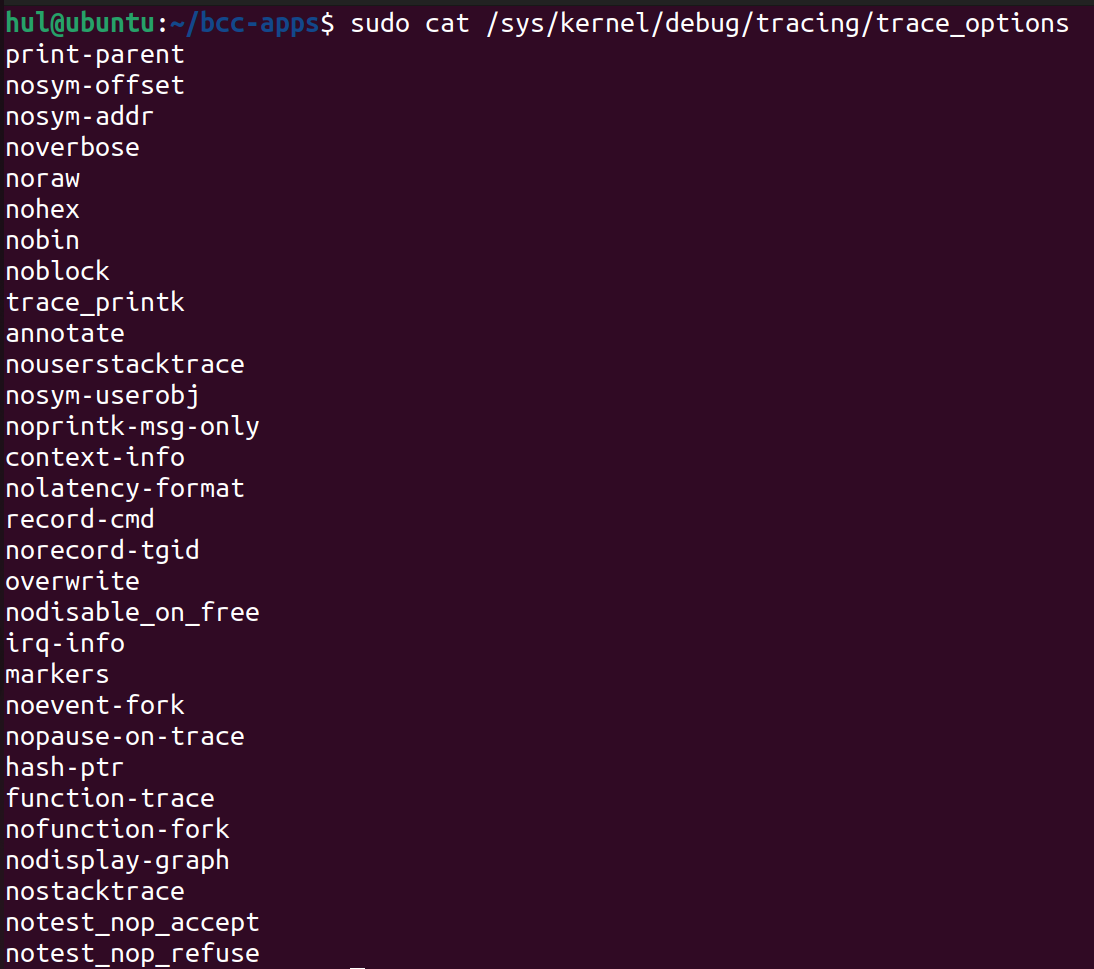 hul@ubuntu:~/bcc-apps$ sudo cat /sys/kernel/debug/tracing/trace_options
print-parent
nosym-offset
nosym-addr
noverbose
noraw
nohex
nobin
noblock
trace_printk
annotate
nouserstacktrace
nosym-userobj
noprintk-msg-only
context-info
nolatency-format
record-cmd
norecord-tgid
overwrite
nodisable_on_free
irq-info
markers
noevent-fork
nopause-on-trace
hash-ptr
function-trace
nofunction-fork
nodisplay-graph
nostacktrace
notest_nop_accept
notest_nop_refuse